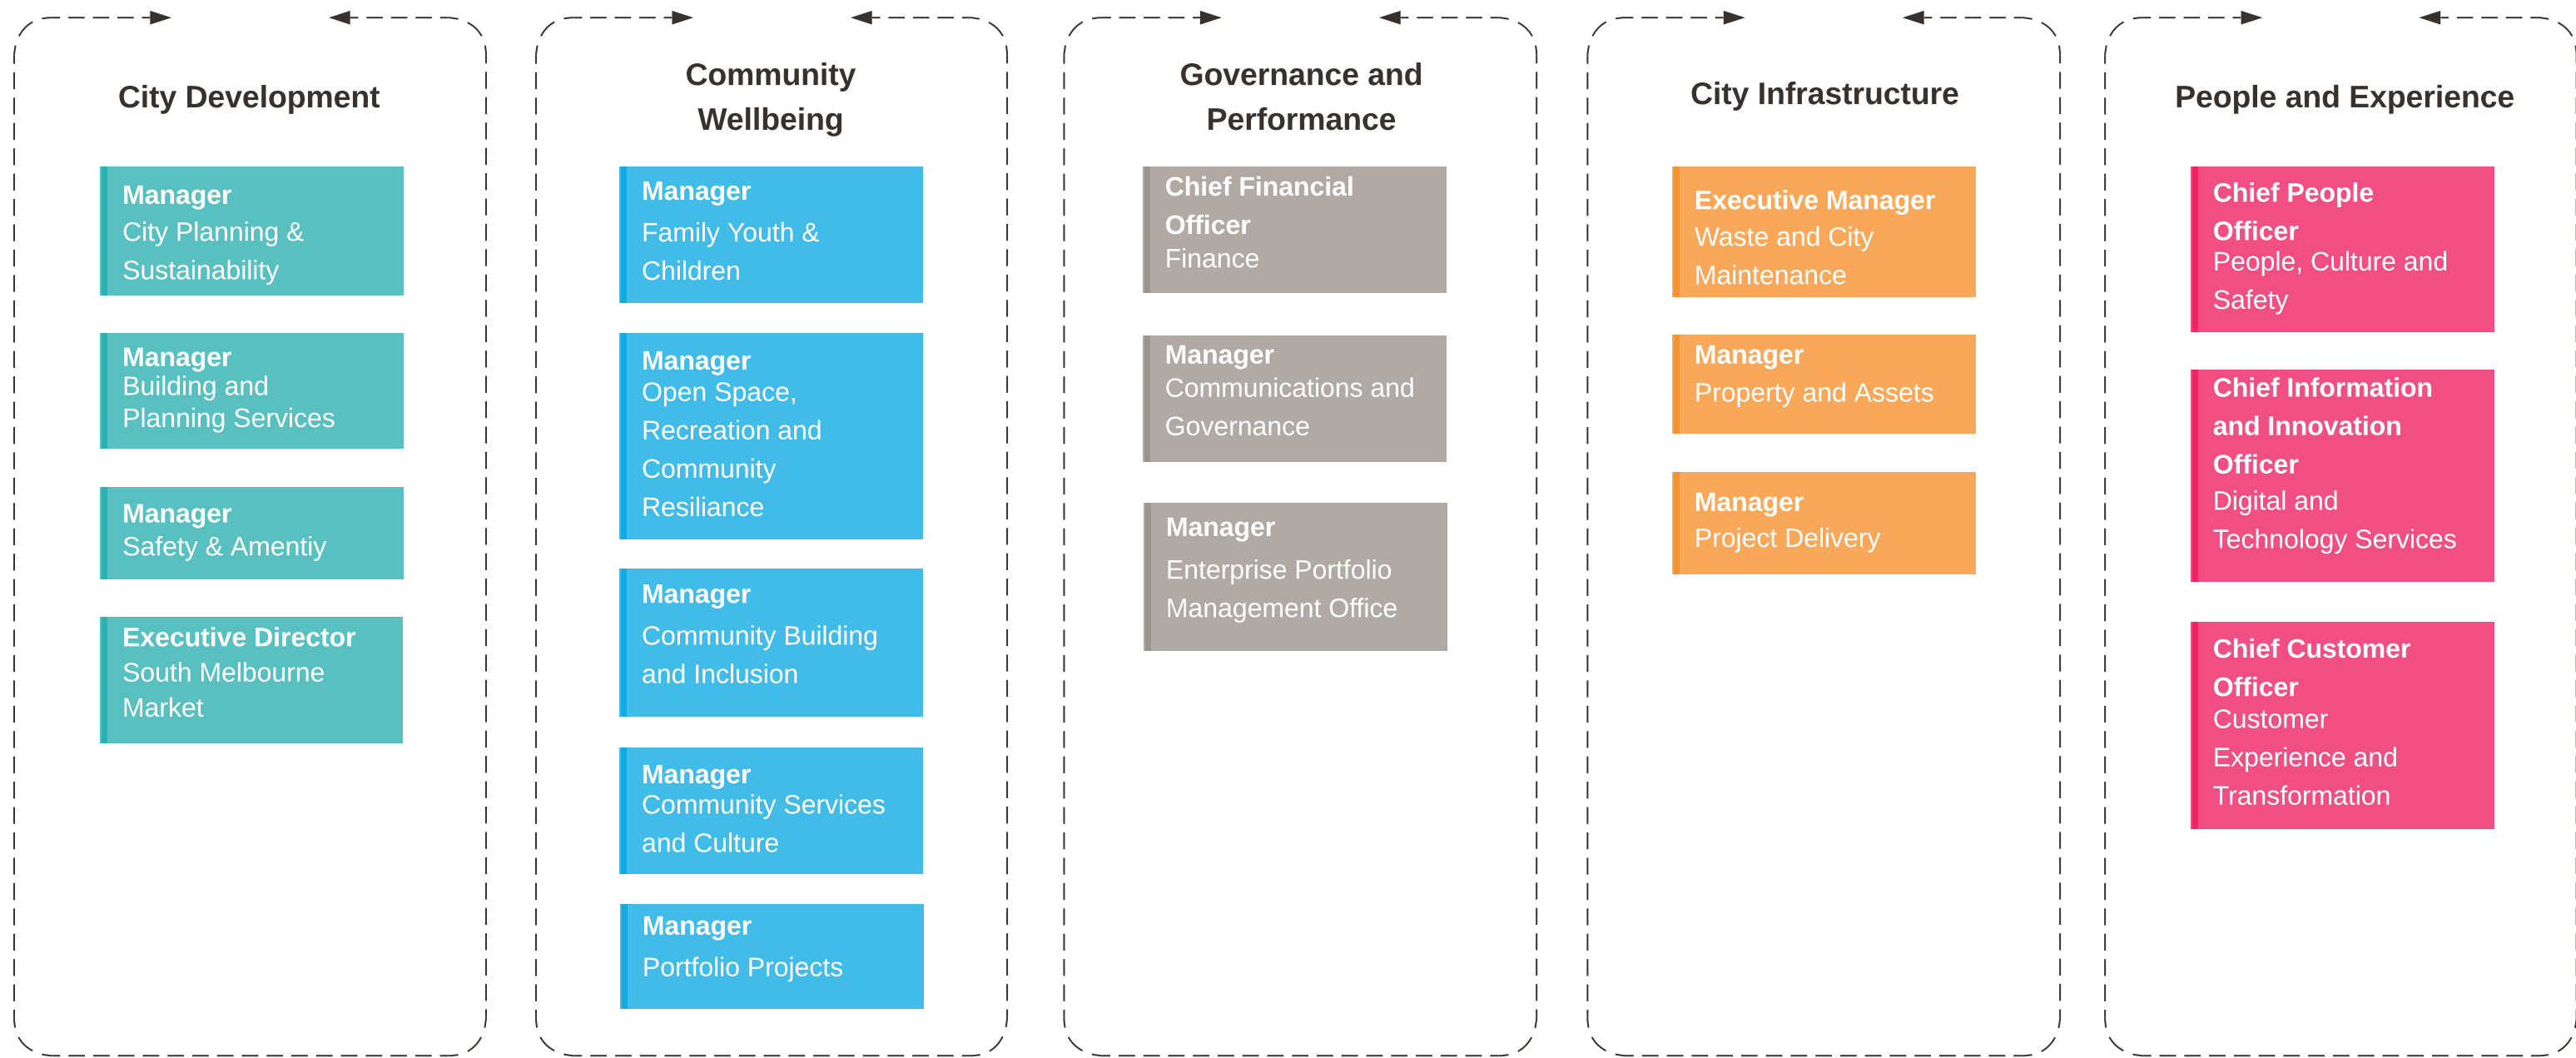 City Development
Manager
City Planning &
Sustainability
Manager
Building and
Planning Services
Manager
Safety & Amentiy
Executive Director
South Melbourne
Market
Community
Wellbeing
Manager
Family Youth &
Children
Manager
Open Space,
Recreation and
Community
Resiliance
Manager
Community Building
and Inclusion
Manager
Community Services
and Culture
Manager
Portfolio Projects
Governance and
Performance
Chief Financial
Officer
Finance
Manager
Communications and
Governance
Manager
Enterprise Portfolio
Management Office
City Infrastructure
Executive Manager
Waste and City
Maintenance
Manager
Property and Assets
Manager
Project Delivery
People and Experience
Chief People
Officer
People, Culture and
Safety
Chief Information
and Innovation
Officer
Digital and
Technology Services
Chief Customer
Officer
Customer
Experience and
Transformation